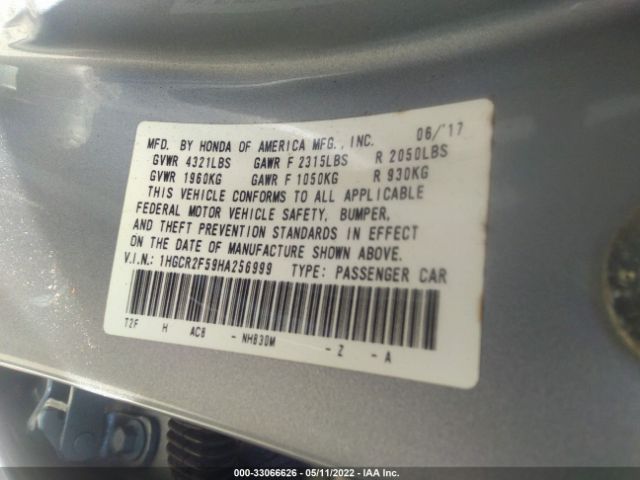 MFD. BY HONDA OF AMERICA MFG., INC. 06/'17
GVWR 4321LBS GAWR F 2315LBS R 2050LBS
GVWR 1960KG GAWR F 1050KG R 930KG
THIS VEHICLE CONFORMS TO ALL APPLICABLE
FEDERAL MOTOR VEHICLE SAFETY, BUMPER,
AND THEFT PREVENTION STANDARDS IN EFFECT
ON THE DATE OF MANUFACTURE SHOWN ABOVE.
V.I.N.: 1HGCR2F59HA256999 TYPE: PASSENGER CAR
T2F H AC8 - NH830M - Z - A
000-33066626 - 05/11/2022 - IAA Inc.